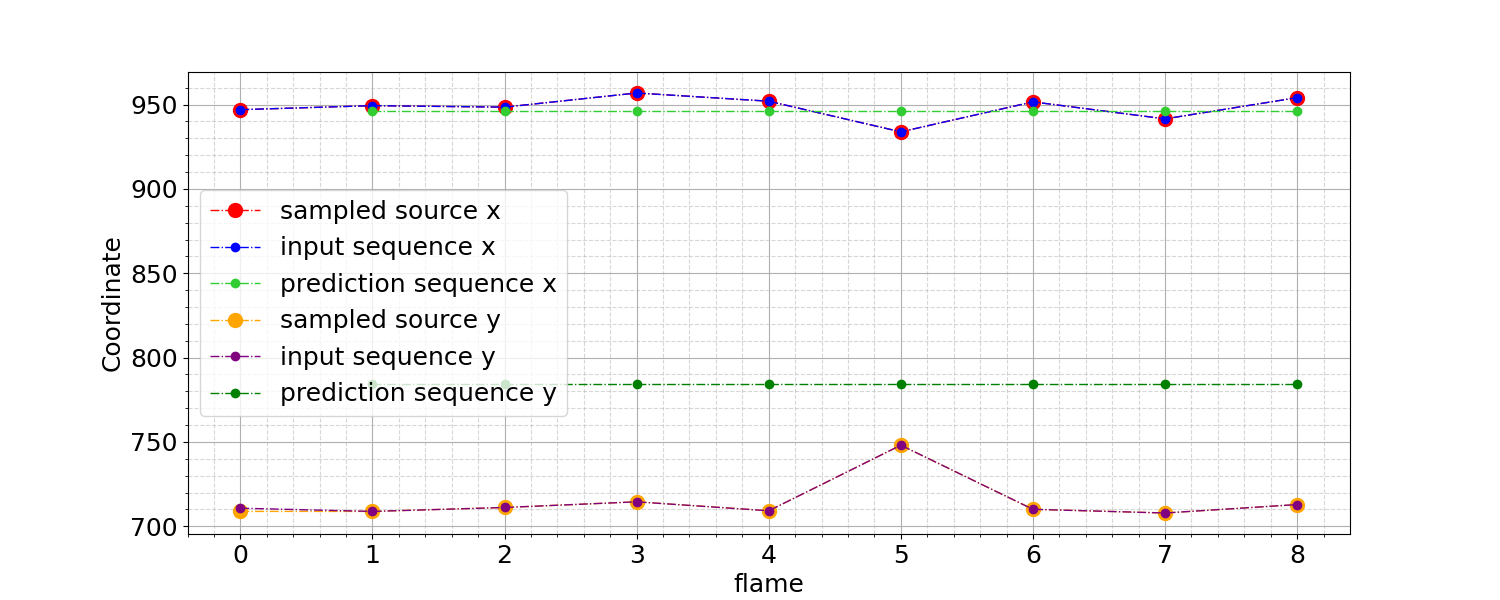 950
900
850
800
750
700
Coordinate
sampled source x
input sequence x
prediction sequence x
sampled source y
input sequence y
prediction sequence y
0 1 2 3 4 5 6 7 8
flame